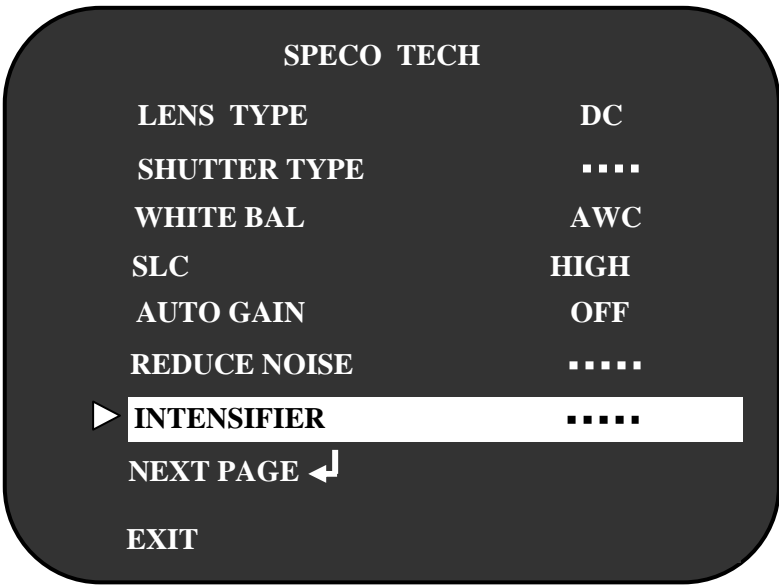 SPECO TECH
LENS TYPE DC
SHUTTER TYPE ....
WHITE BAL AWC
SLC HIGH
AUTO GAIN OFF
REDUCE NOISE .....
INTENSIFIER .....
NEXT PAGE ↲
EXIT